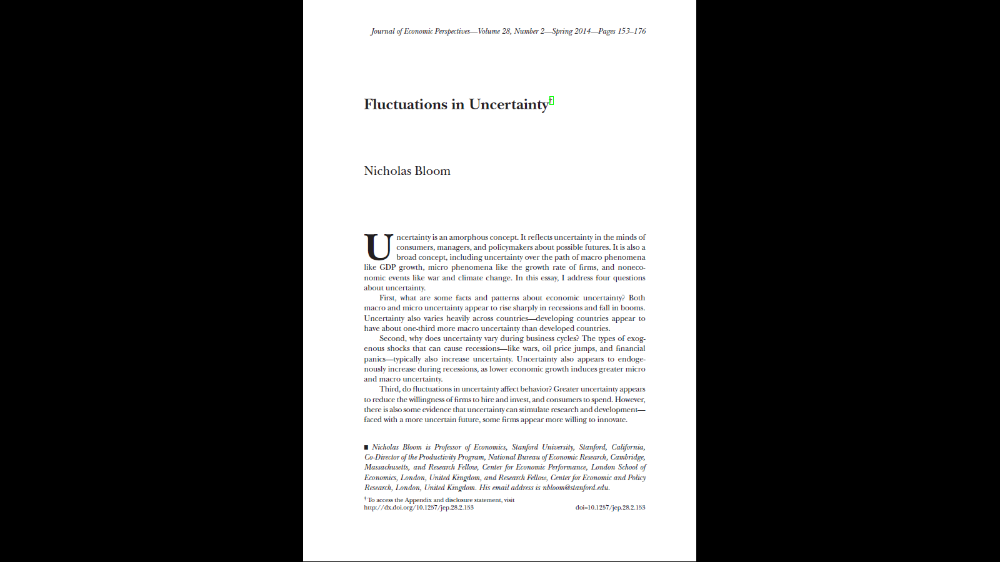 Journal of Economic Perspectives—Volume 28, Number 2—Spring 2014—Pages 153–176
Fluctuations in Uncertainty†
Nicholas Bloom
Uncertainty is an amorphous concept. It reflects uncertainty in the minds of
consumers, managers, and policymakers about possible futures. It is also a
broad concept, including uncertainty over the path of macro phenomena
like GDP growth, micro phenomena like the growth rate of firms, and noneco-
nomic events like war and climate change. In this essay, I address four questions
about uncertainty.
First, what are some facts and patterns about economic uncertainty? Both
macro and micro uncertainty appear to rise sharply in recessions and fall in booms.
Uncertainty also varies heavily across countries—developing countries appear to
have about one-third more macro uncertainty than developed countries.
Second, why does uncertainty vary during business cycles? The types of exog-
enous shocks that can cause recessions—like wars, oil price jumps, and financial
panics—typically also increase uncertainty. Uncertainty also appears to endoge-
nously increase during recessions, as lower economic growth induces greater micro
and macro uncertainty.
Third, do fluctuations in uncertainty affect behavior? Greater uncertainty appears
to reduce the willingness of firms to hire and invest, and consumers to spend. However,
there is also some evidence that uncertainty can stimulate research and development—
faced with a more uncertain future, some firms appear more willing to innovate.
■ Nicholas Bloom is Professor of Economics, Stanford University, Stanford, California,
Co-Director of the Productivity Program, National Bureau of Economic Research, Cambridge,
Massachusetts, and Research Fellow, Center for Economic Performance, London School of
Economics, London, United Kingdom, and Research Fellow, Center for Economic and Policy
Research, London, United Kingdom. His email address is nbloom@stanford.edu.
† To access the Appendix and disclosure statement, visit
http://dx.doi.org/10.1257/jep.28.2.153 doi=10.1257/jep.28.2.153